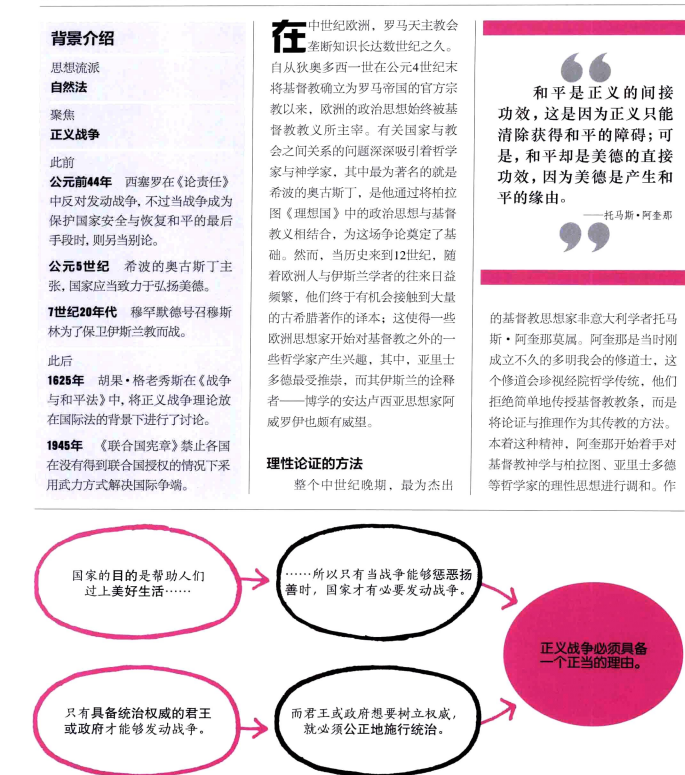 背景介绍
思想流派
自然法
聚焦
正义战争
此前
公元前44年 西塞罗在《论责任》
中反对发动战争,不过当战争成为
保护国家安全与恢复和平的最后
手段时,则另当别论。
公元5世纪 希波的奥古斯丁主
张,国家应当致力于弘扬美德。
7世纪20年代 穆罕默德号召穆斯
林为了保卫伊斯兰教而战。
此后
1625年 胡果·格老秀斯在《战争
与和平法》中,将正义战争理论放
在国际法的背景下进行了讨论。
1945年 《联合国宪章》禁止各国
在没有得到联合国授权的情况下采
用武力方式解决国际争端。
在中世纪欧洲,罗马天主教会
垄断知识长达数世纪之久。
自从狄奥多西一世在公元4世纪末
将基督教确立为罗马帝国的官方宗
教以来,欧洲的政治思想始终被基
督教教义所主宰。有关国家与教
会之间关系的问题深深吸引着哲学
家与神学家,其中最为著名的就是
希波的奥古斯丁,是他通过将柏拉
图《理想国》中的政治思想与基督
教义相结合,为这场争论奠定了基
础。然而,当历史来到12世纪,随
着欧洲人与伊斯兰学者的往来日益
频繁,他们终于有机会接触到大量
的古希腊著作的译本;这使得一些
欧洲思想家开始对基督教之外的一
些哲学家产生兴趣,其中,亚里士
多德最受推崇,而其伊斯兰的诠释
者——博学的安达卢西亚思想家阿
威罗伊也颇有威望。
理性论证的方法
整个中世纪晚期,最为杰出
“
和平是正义的间接
功效,这是因为正义只能
清除获得和平的障碍;可
是,和平却是美德的直接
功效,因为美德是产生和
平的缘由。
——托马斯·阿奎那
”
的基督教思想家非意大利学者托马
斯·阿奎那莫属。阿奎那是当时刚
成立不久的多明我会的修道士,这
个修道会珍视经院哲学传统,他们
拒绝简单地传授基督教教条,而是
将论证与推理作为其传教的方法。
本着这种精神,阿奎那开始着手对
基督教神学与柏拉图、亚里士多德
等哲学家的理性思想进行调和。作
国家的目的是帮助人们
过上美好生活……
……所以只有当战争能够惩恶扬
善时,国家才有必要发动战争。
只有具备统治权威的君王
或政府才能够发动战争。
而君王或政府想要树立权威,
就必须公正地施行统治。
正义战争必须具备
一个正当的理由。